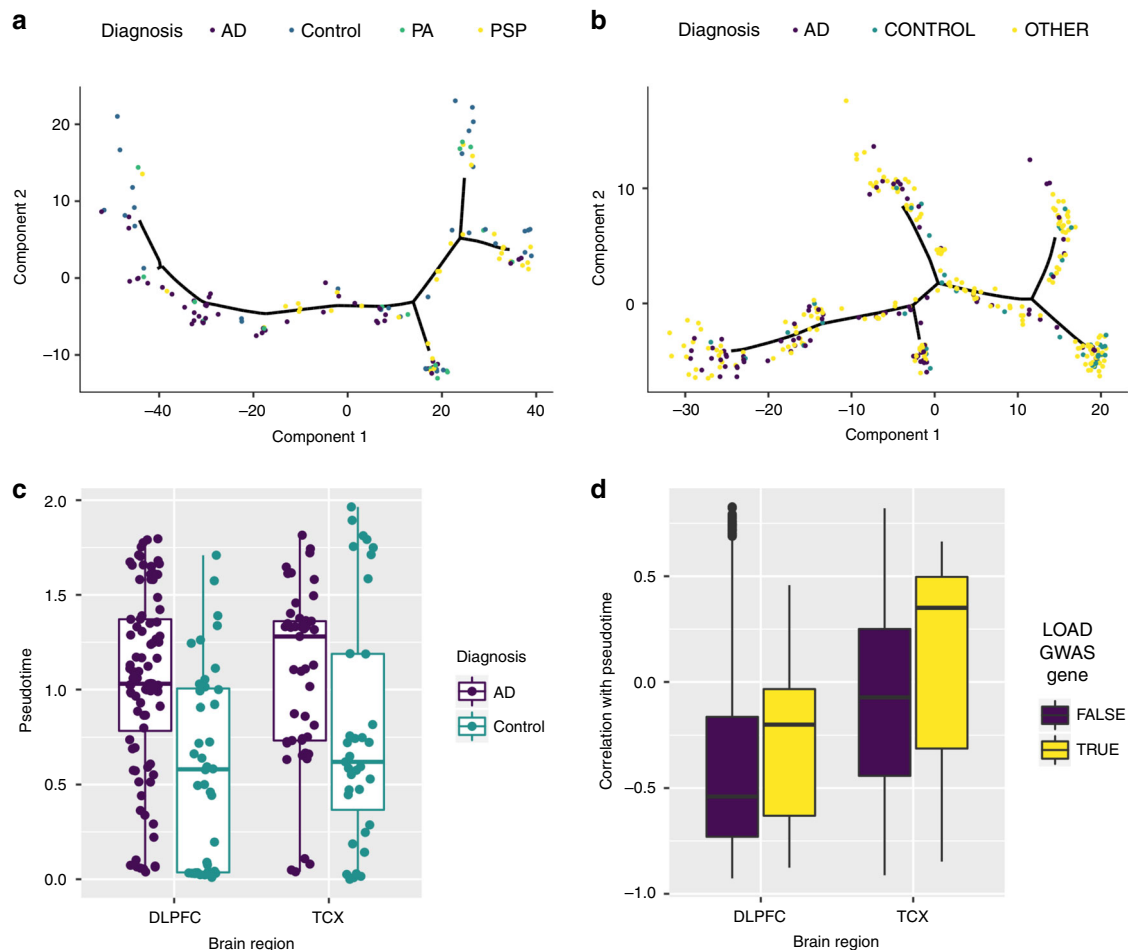 a
Diagnosis AD Control PA PSP
20
10
0
−10
Component 2
−40 −20 0 20 40
Component 1
b
Diagnosis AD CONTROL OTHER
10
0
Component 2
−30 −20 −10 0 10 20
Component 1
c
2.0
1.5
1.0
0.5
0.0
Pseudotime
DLPFC TCX
Brain region
Diagnosis
AD
Control
d
0.5
0.0
−0.5
−1.0
Correlation with pseudotime
DLPFC TCX
Brain region
LOAD
GWAS
gene
FALSE
TRUE